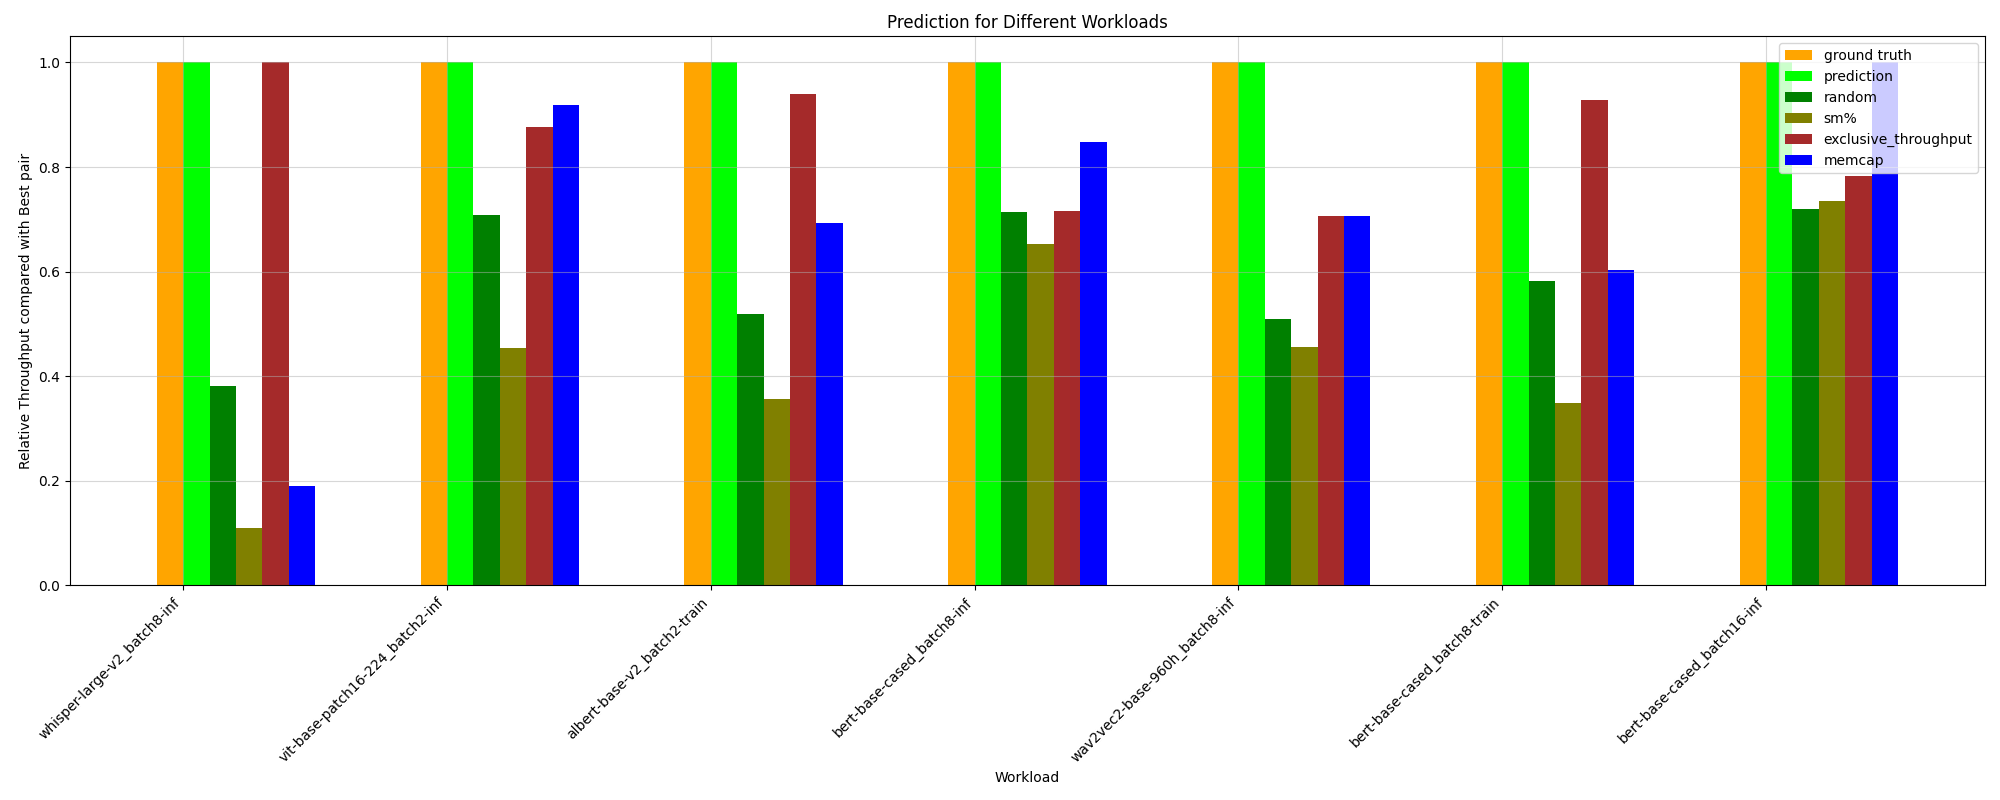 Prediction for Different Workloads
Relative Throughput compared with Best pair
1.0
0.8
0.6
0.4
0.2
0.0
ground truth
prediction
random
sm%
exclusive_throughput
memcap
whisper-large-v2_batch8-inf
vit-base-patch16-224_batch2-inf
albert-base-v2_batch2-train
bert-base-cased_batch8-inf
wav2vec2-base-960h_batch8-inf
bert-base-cased_batch8-train
bert-base-cased_batch16-inf
Workload